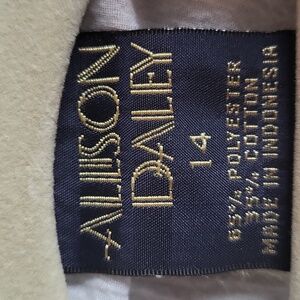 ALLISON
DALEY
14
65% POLYESTER
35% COTTON
MADE IN INDONESIA